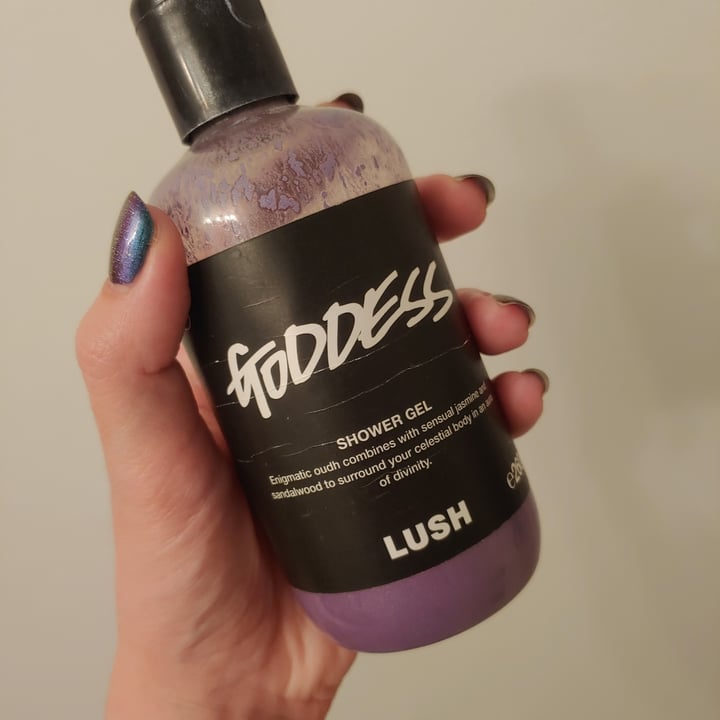 GODDESS
SHOWER GEL
Enigmatic oudh combines with sensual jasmine and
sandalwood to surround your celestial body in an aura
of divinity.
LUSH